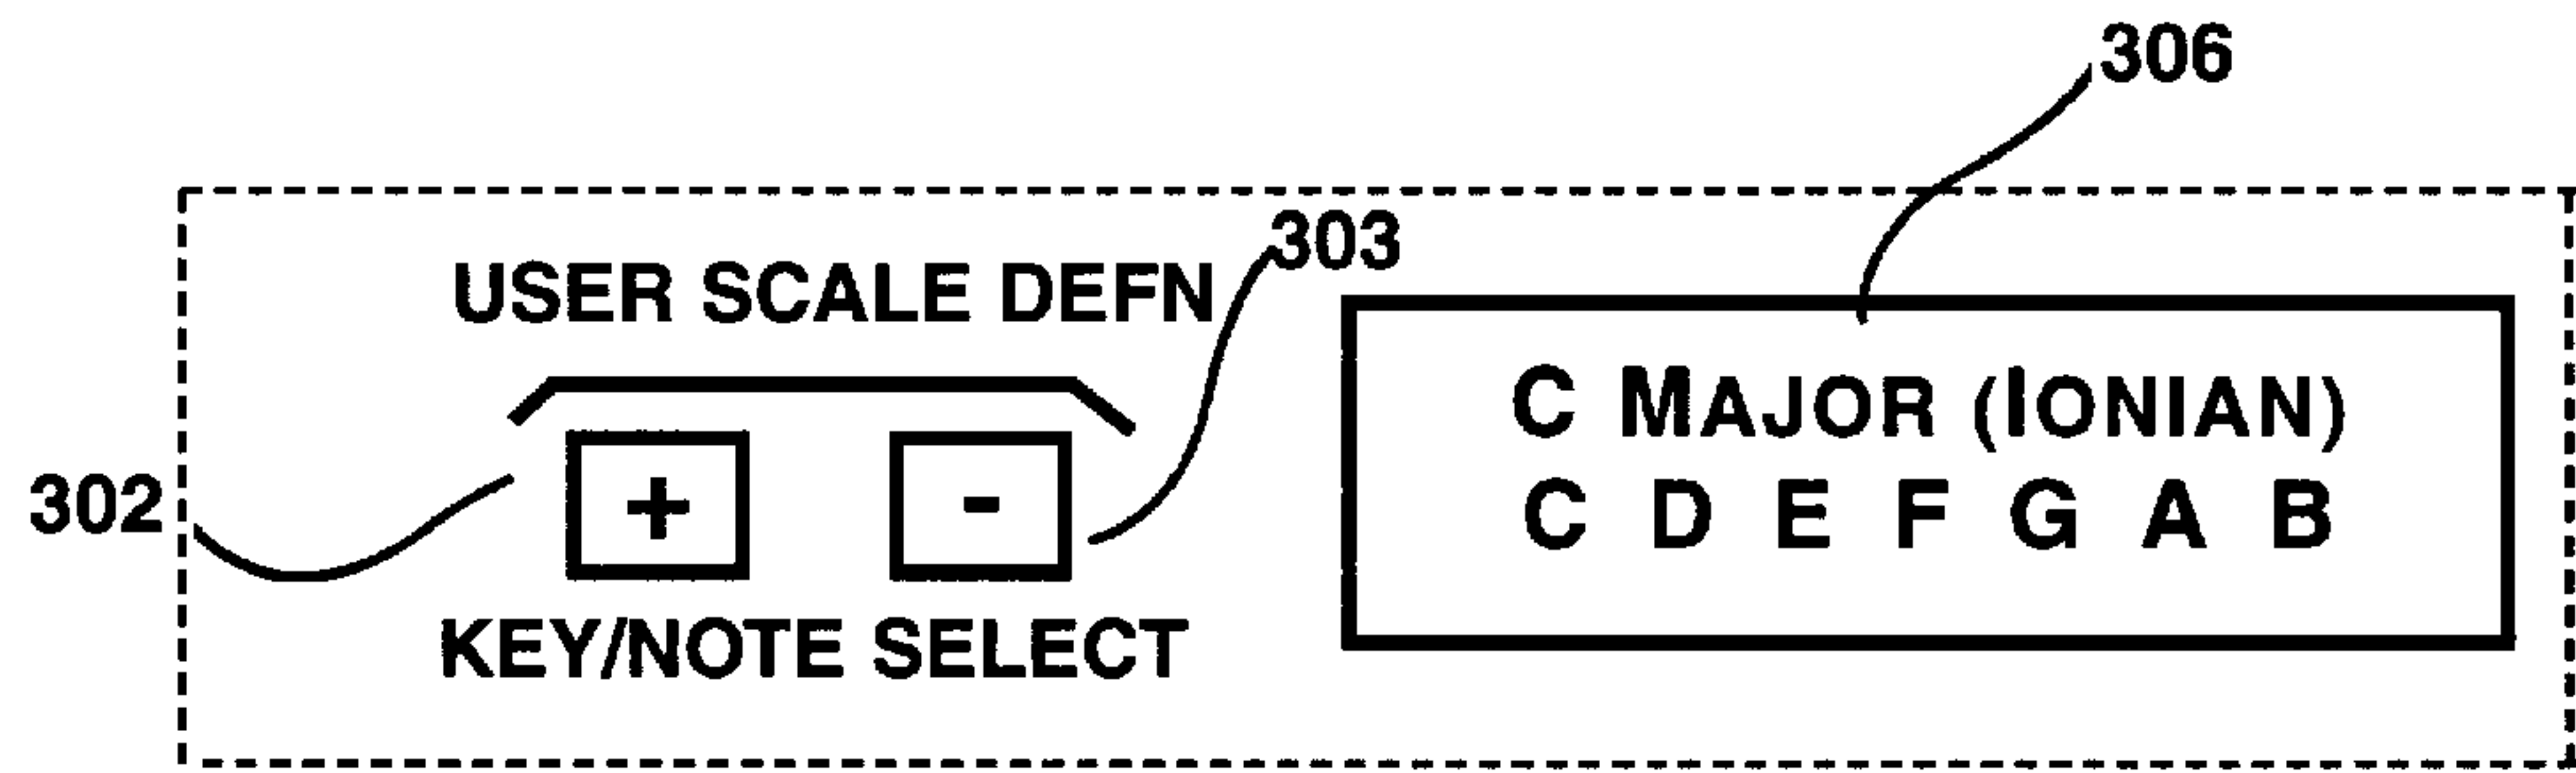 306
303
USER SCALE DEFN
C MAJOR (IONIAN)
302
+ -
C D E F G A B
KEY/NOTE SELECT